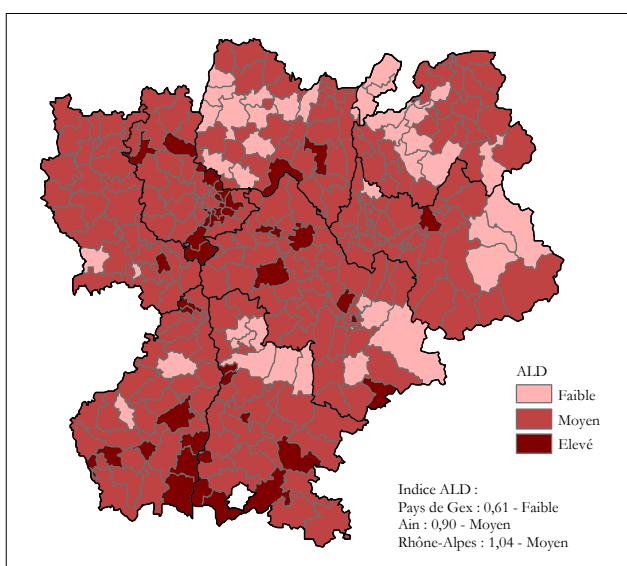 ALD
Faible
Moyen
Elevé
Indice ALD :
Pays de Gex : 0,61 - Faible
Ain : 0,90 - Moyen
Rhône-Alpes : 1,04 - Moyen